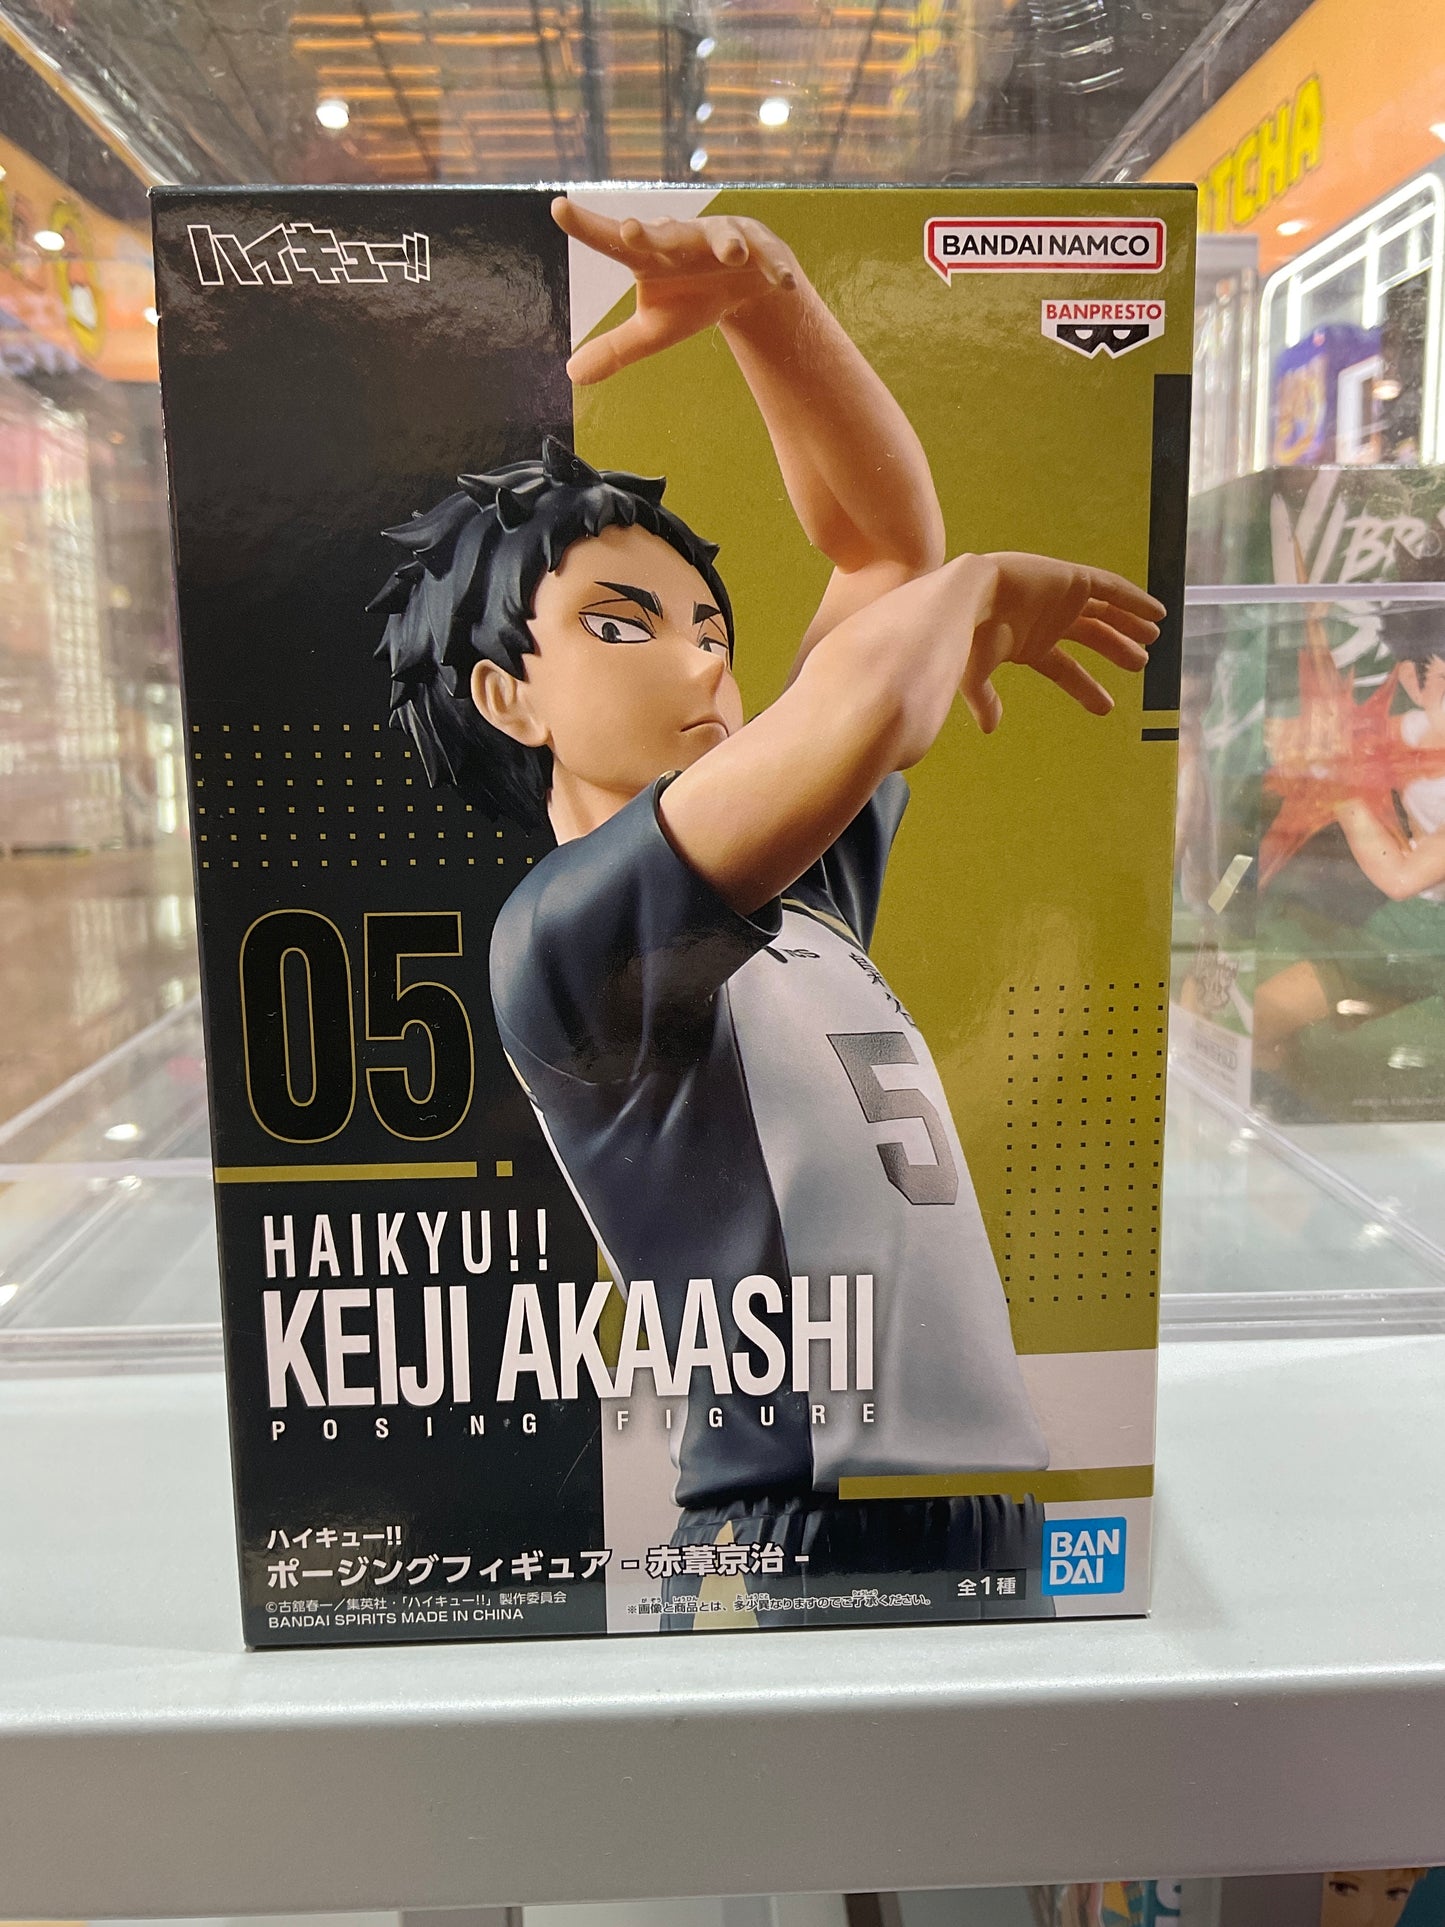 ハイキュー!!
BANDAI NAMCO
BANPRESTO
5
05
HAIKYU!!
KEIJI AKAASHI
POSING FIGURE
ハイキュー!!
ポージングフィギュア - 赤葦京治 -
©古舘春一/集英社・「ハイキュー!!」製作委員会
BANDAI SPIRITS MADE IN CHINA
※画像と商品とは、多少異なりますのでご了承ください。
全1種
BAN
DAI